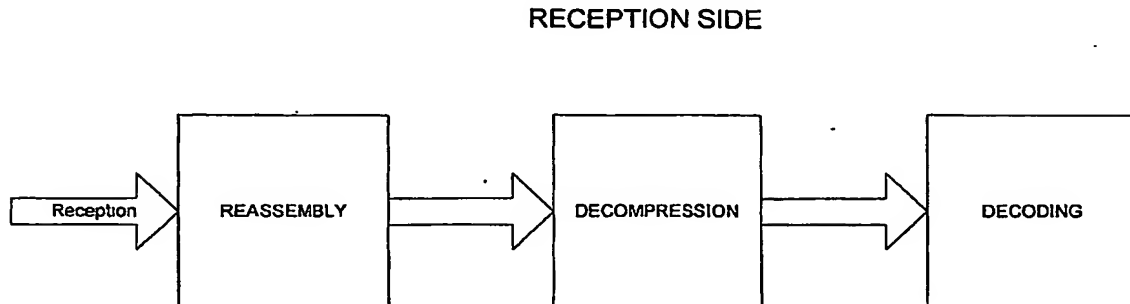 RECEPTION SIDE
Reception
REASSEMBLY
DECOMPRESSION
DECODING